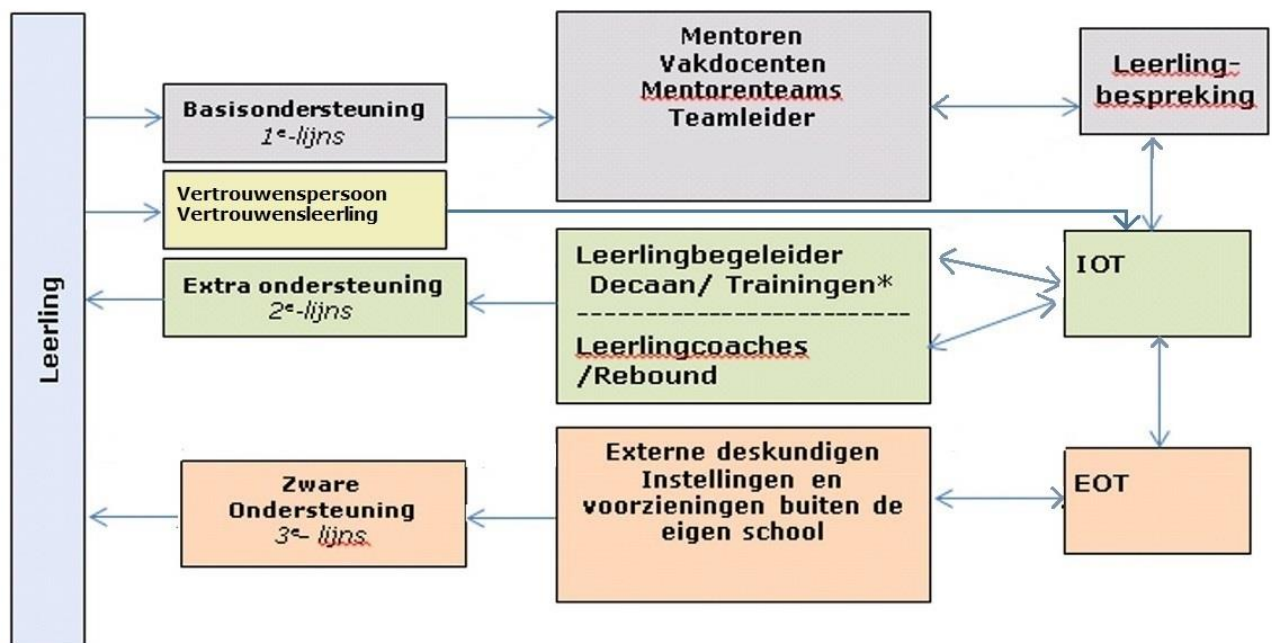 Leerling
Basisondersteuning
1e-lijns
Mentoren
Vakdocenten
Mentorenteams
Teamleider
Leerling-
bespreking
Vertrouwenspersoon
Vertrouwensleerling
Extra ondersteuning
2e-lijns
Leerlingbegeleider
Decaan/ Trainingen*
--------------------------
Leerlingcoaches
/Rebound
IOT
Zware
Ondersteuning
3e- lijns
Externe deskundigen
Instellingen en
voorzieningen buiten de
eigen school
EOT